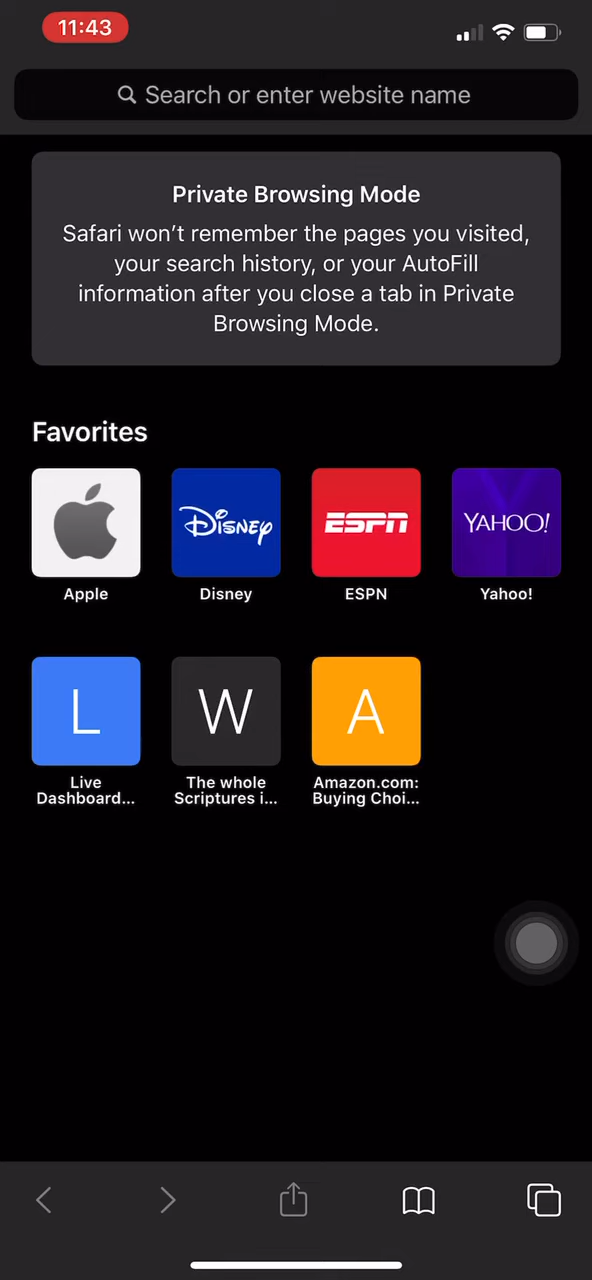 11:43
Search or enter website name
Private Browsing Mode
Safari won’t remember the pages you visited,
your search history, or your AutoFill
information after you close a tab in Private
Browsing Mode.
Favorites
Disney
ESPN
YAHOO!
Apple
Disney
ESPN
Yahoo!
L
W
A
Live
Dashboard...
The whole
Scriptures i...
Amazon.com:
Buying Choi...